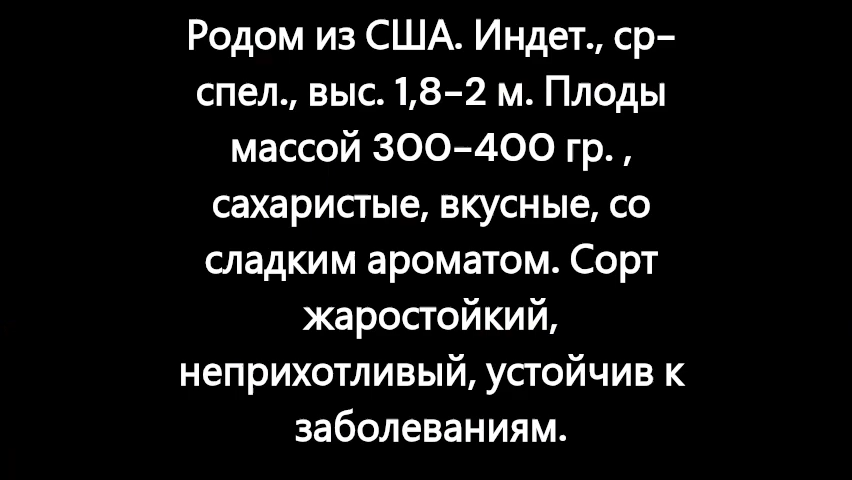 Родом из США. Индет., ср-
спел., выс. 1,8-2 м. Плоды
массой 300-400 гр. ,
сахаристые, вкусные, со
сладким ароматом. Сорт
жаростойкий,
неприхотливый, устойчив к
заболеваниям.